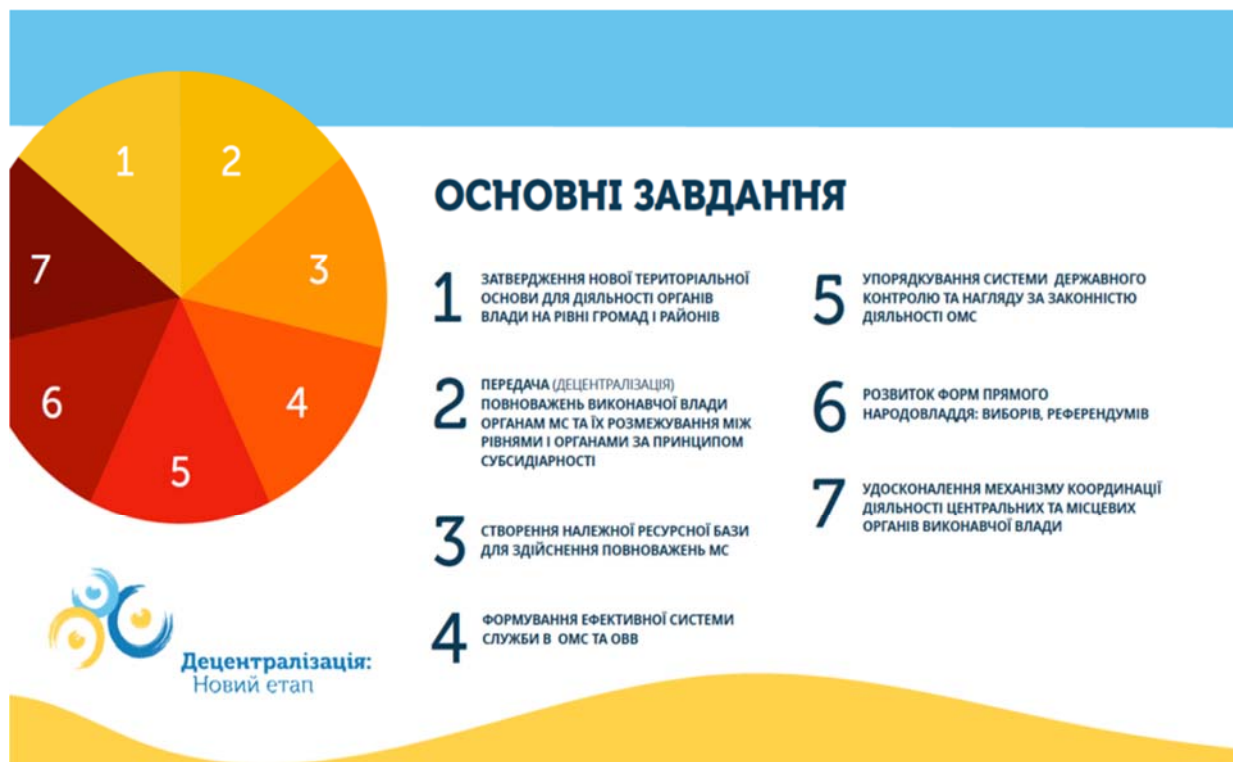 1
2
3
4
5
6
7
ОСНОВНІ ЗАВДАННЯ
1
ЗАТВЕРДЖЕННЯ НОВОЇ ТЕРИТОРІАЛЬНОЇ
ОСНОВИ ДЛЯ ДІЯЛЬНОСТІ ОРГАНІВ
ВЛАДИ НА РІВНІ ГРОМАД І РАЙОНІВ
2
ПЕРЕДАЧА (ДЕЦЕНТРАЛІЗАЦІЯ)
ПОВНОВАЖЕНЬ ВИКОНАВЧОЇ ВЛАДИ
ОРГАНАМ МС ТА ЇХ РОЗМЕЖУВАННЯ МІЖ
РІВНЯМИ І ОРГАНАМИ ЗА ПРИНЦИПОМ
СУБСИДІАРНОСТІ
3
СТВОРЕННЯ НАЛЕЖНОЇ РЕСУРСНОЇ БАЗИ
ДЛЯ ЗДІЙСНЕННЯ ПОВНОВАЖЕНЬ МС
4
ФОРМУВАННЯ ЕФЕКТИВНОЇ СИСТЕМИ
СЛУЖБИ В ОМС ТА ОВВ
5
УПОРЯДКУВАННЯ СИСТЕМИ ДЕРЖАВНОГО
КОНТРОЛЮ ТА НАГЛЯДУ ЗА ЗАКОННІСТЮ
ДІЯЛЬНОСТІ ОМС
6
РОЗВИТОК ФОРМ ПРЯМОГО
НАРОДОВЛАДДЯ: ВИБОРІВ, РЕФЕРЕНДУМІВ
7
УДОСКОНАЛЕННЯ МЕХАНІЗМУ КООРДИНАЦІЇ
ДІЯЛЬНОСТІ ЦЕНТРАЛЬНИХ ТА МІСЦЕВИХ
ОРГАНІВ ВИКОНАВЧОЇ ВЛАДИ
Децентралізація:
Новий етап